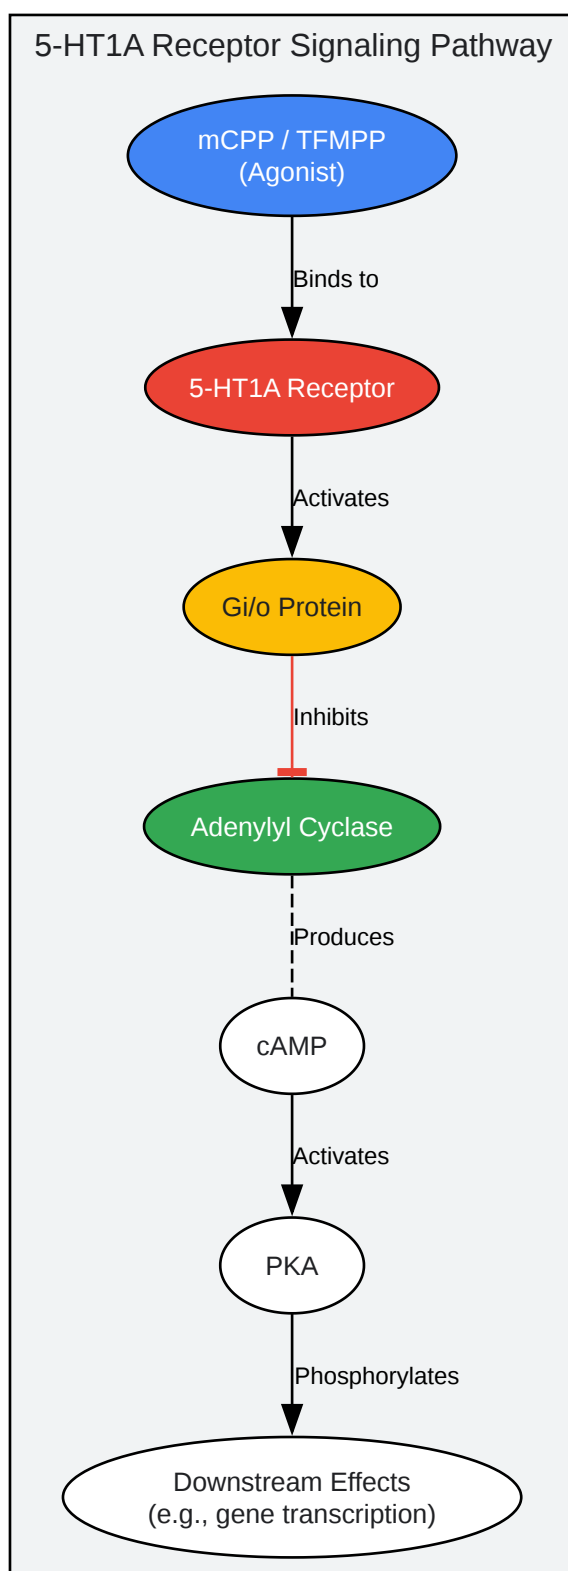 5-HT1A Receptor Signaling Pathway
mCPP / TFMPP
(Agonist)
Binds to
5-HT1A Receptor
Activates
Gi/o Protein
Inhibits
Adenylyl Cyclase
Produces
cAMP
Activates
PKA
Phosphorylates
Downstream Effects
(e.g., gene transcription)